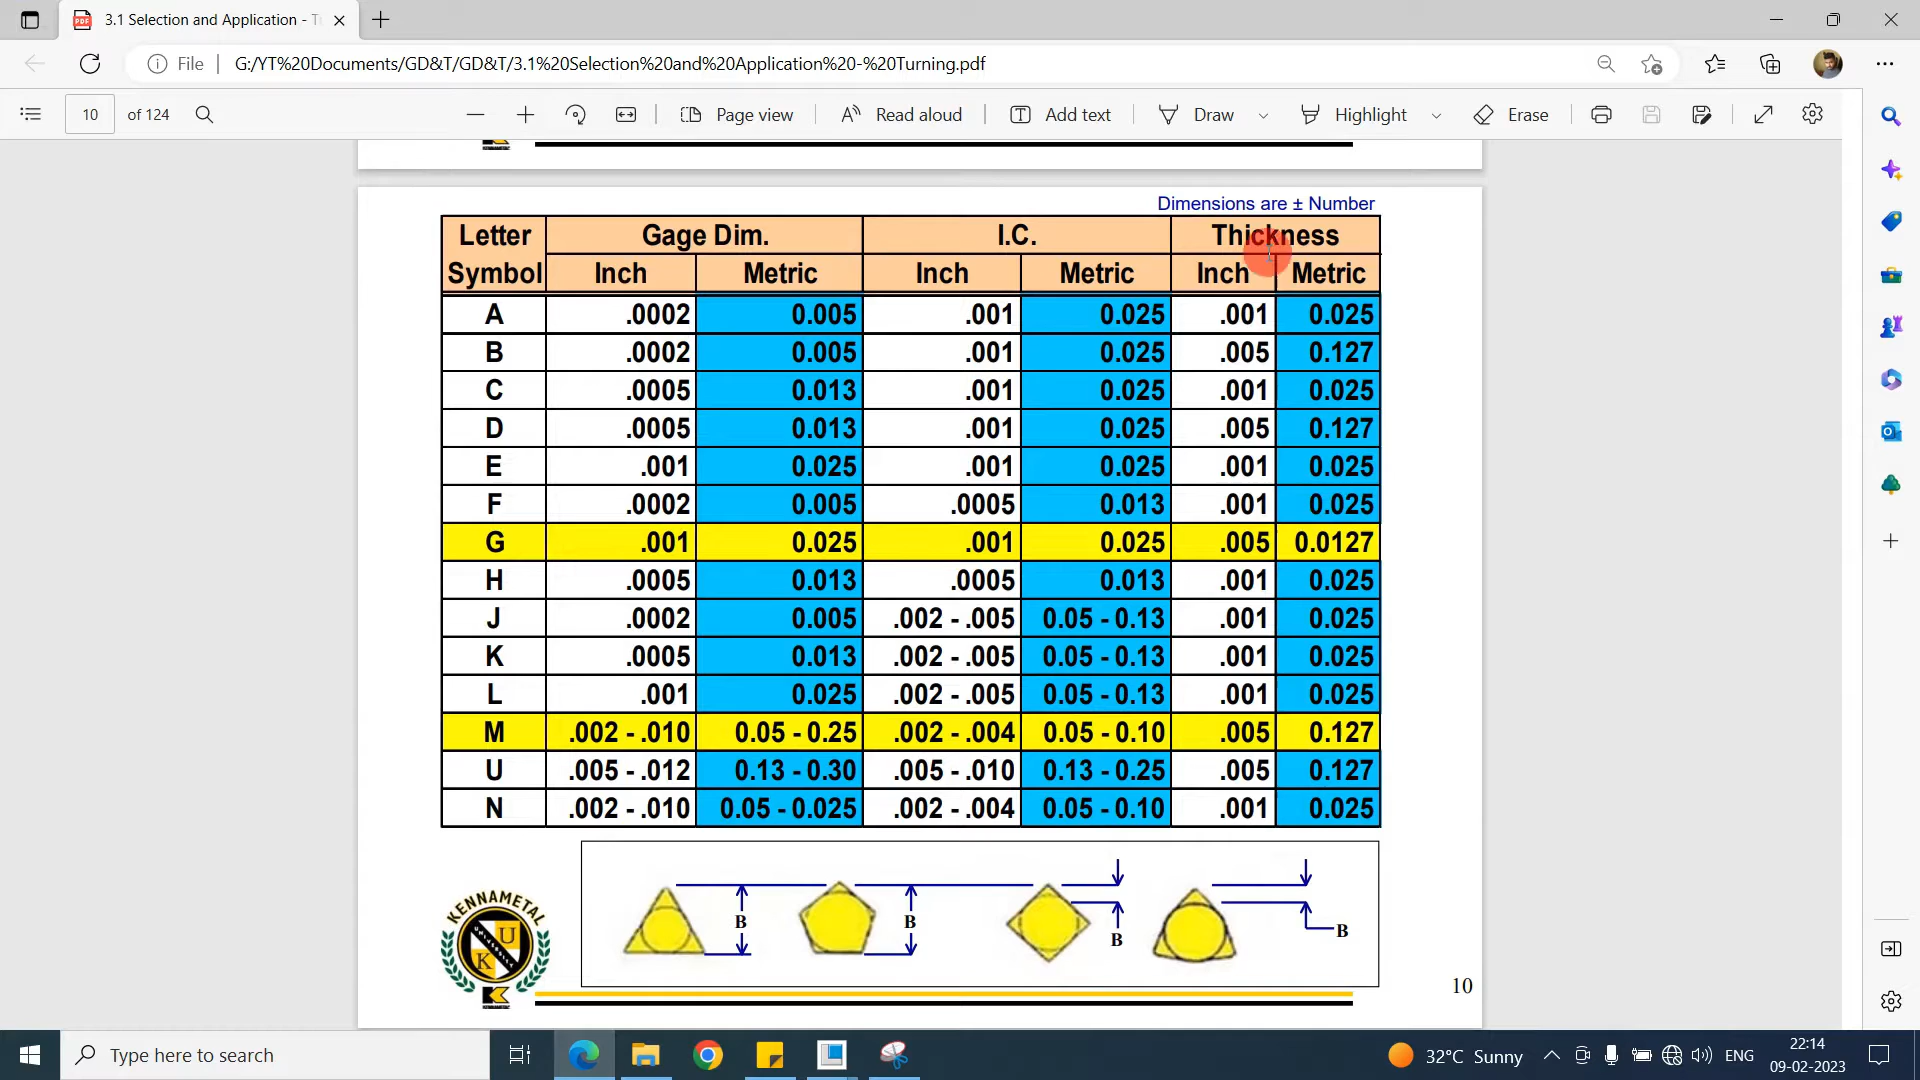 3.1 Selection and Application - T
File
G:/YT%20Documents/GD&T/GD&T/3.1%20Selection%20and%20Application%20-%20Turning.pdf
10 of 124
Page view
Read aloud
Add text
Draw
Highlight
Erase
KENNAMETAL
Dimensions are ± Number
Letter Symbol Gage Dim. I.C. Thickness
Inch Metric Inch Metric Inch Metric
A .0002 0.005 .001 0.025 .001 0.025
B .0002 0.005 .001 0.025 .005 0.127
C .0005 0.013 .001 0.025 .001 0.025
D .0005 0.013 .001 0.025 .005 0.127
E .001 0.025 .001 0.025 .001 0.025
F .0002 0.005 .0005 0.013 .001 0.025
G .001 0.025 .001 0.025 .005 0.0127
H .0005 0.013 .0005 0.013 .001 0.025
J .0002 0.005 .002 - .005 0.05 - 0.13 .001 0.025
K .0005 0.013 .002 - .005 0.05 - 0.13 .001 0.025
L .001 0.025 .002 - .005 0.05 - 0.13 .001 0.025
M .002 - .010 0.05 - 0.25 .002 - .004 0.05 - 0.10 .005 0.127
U .005 - .012 0.13 - 0.30 .005 - .010 0.13 - 0.25 .005 0.127
N .002 - .010 0.05 - 0.025 .002 - .004 0.05 - 0.10 .001 0.025
B B B B
KENNAMETAL
UNIVERSITY
U
K
KENNAMETAL
10
Type here to search
32°C Sunny
ENG
22:14
09-02-2023